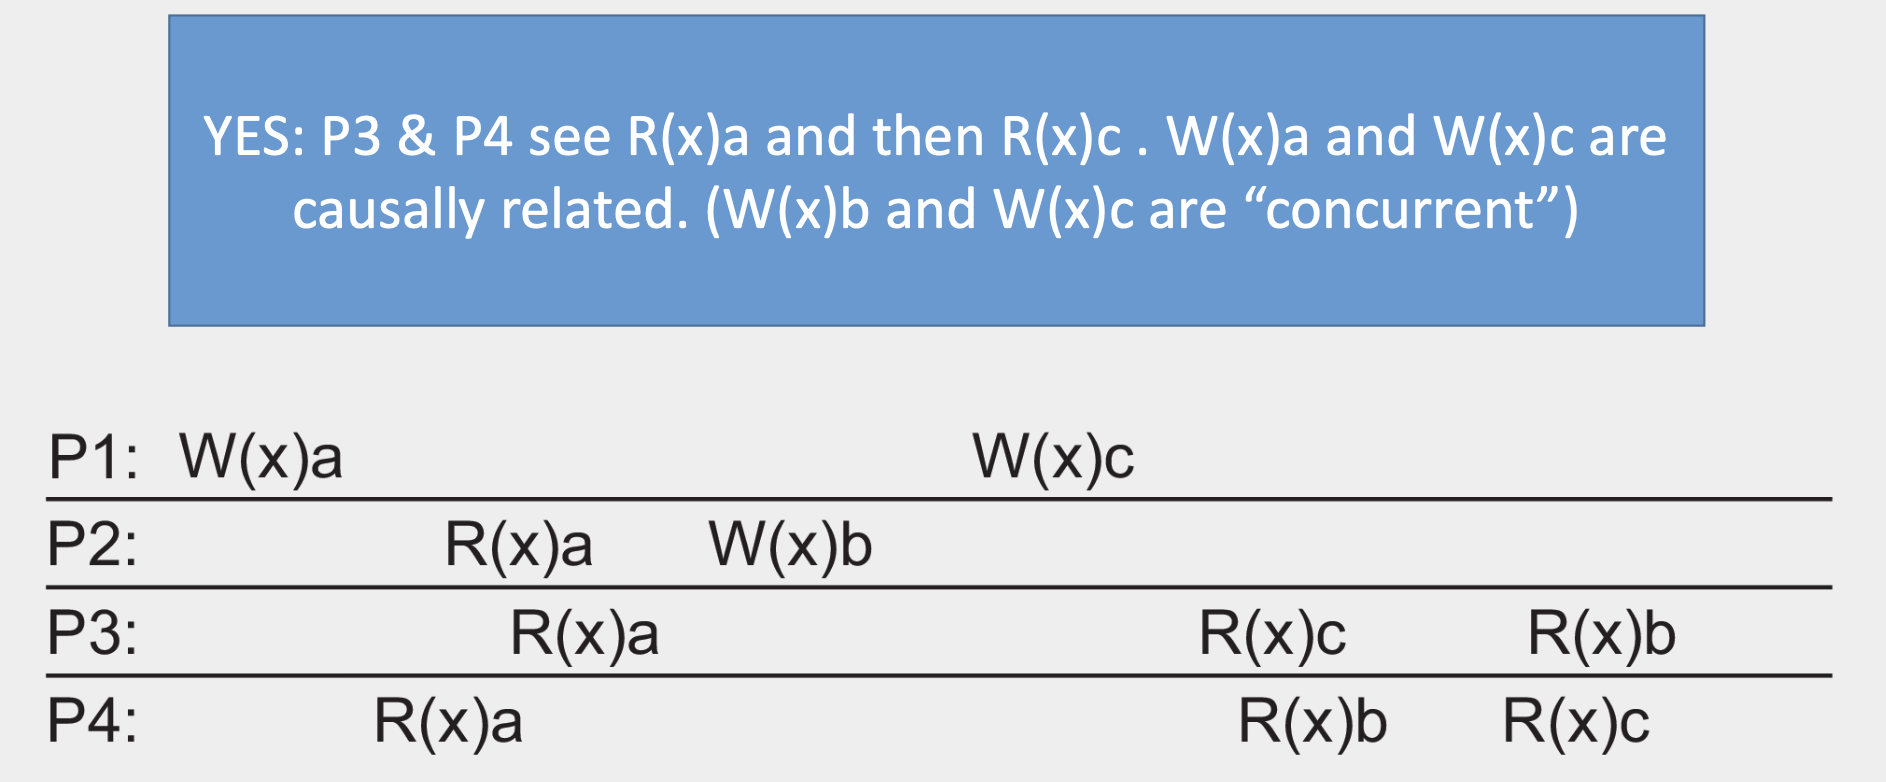 YES: P3 & P4 see R(x)a and then R(x)c . W(x)a and W(x)c are
causally related. (W(x)b and W(x)c are “concurrent”)
P1: W(x)a W(x)c
P2: R(x)a W(x)b
P3: R(x)a R(x)c R(x)b
P4: R(x)a R(x)b R(x)c